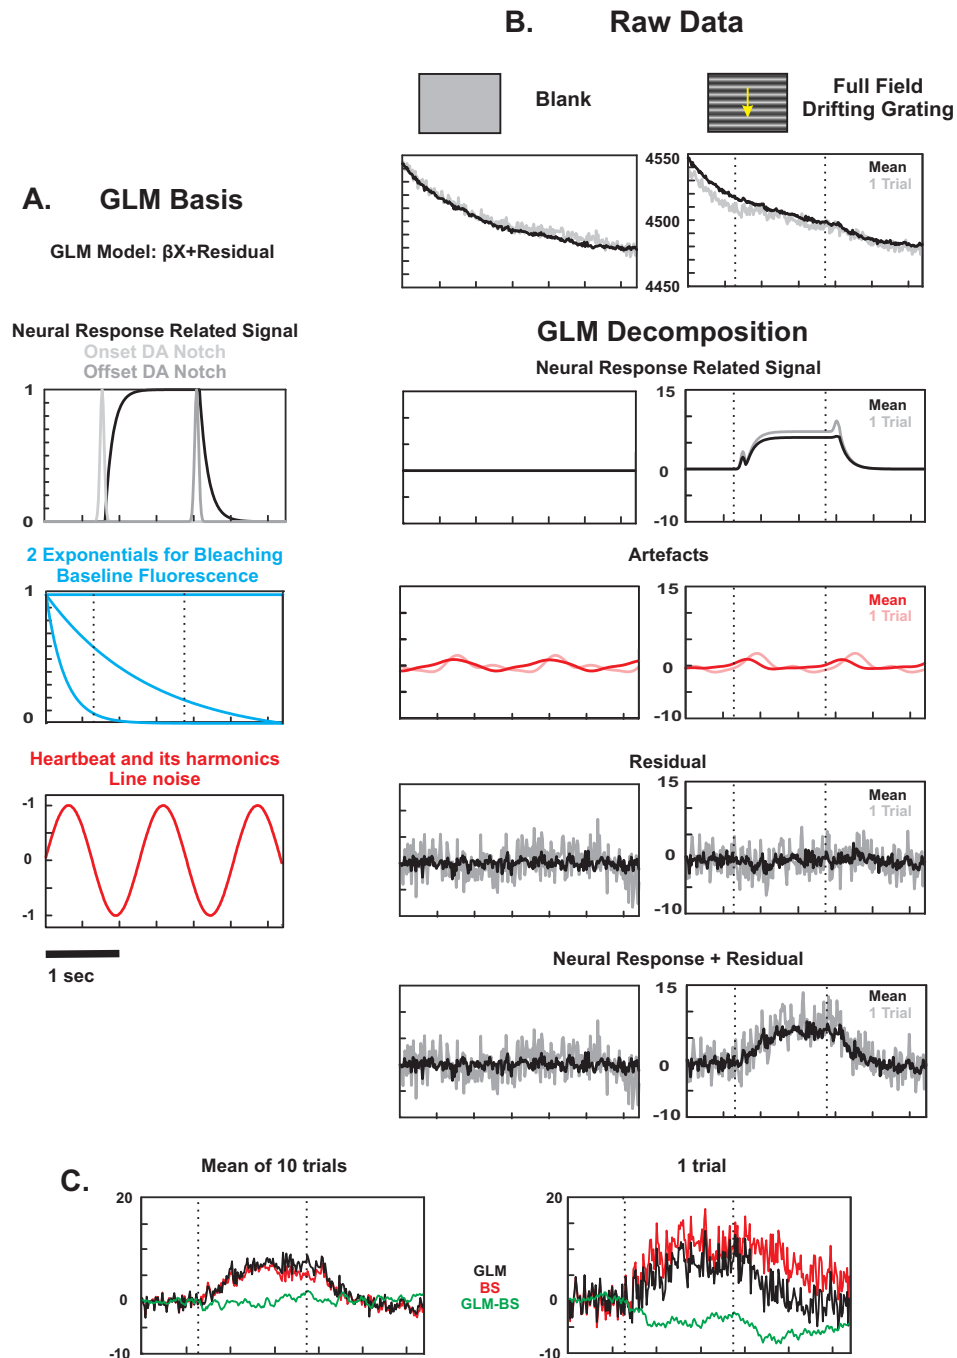 B. Raw Data
Blank
Full Field
Drifting Grating
4550
4500
4450
Mean
1 Trial
A. GLM Basis
GLM Model: βX+Residual
Neural Response Related Signal
Onset DA Notch
Offset DA Notch
1
0
2 Exponentials for Bleaching
Baseline Fluorescence
1
0
Heartbeat and its harmonics
Line noise
-1
0
-1
1 sec
GLM Decomposition
Neural Response Related Signal
15
0
-10
Mean
1 Trial
Artefacts
15
0
-10
Mean
1 Trial
Residual
15
0
-10
Mean
1 Trial
Neural Response + Residual
15
0
-10
Mean
1 Trial
C.
Mean of 10 trials
20
0
-10
GLM
BS
GLM-BS
1 trial
20
0
-10